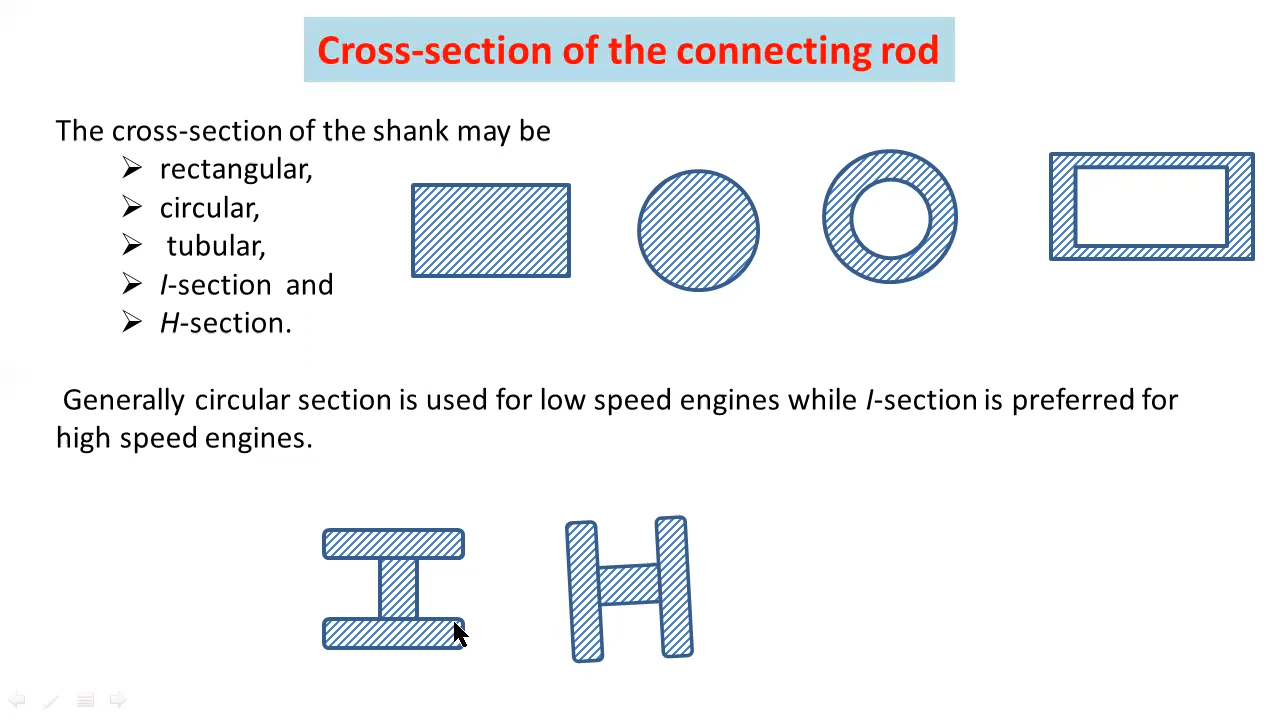 Cross-section of the connecting rod
The cross-section of the shank may be
➢ rectangular,
➢ circular,
➢ tubular,
➢ I-section and
➢ H-section.
Generally circular section is used for low speed engines while I-section is preferred for
high speed engines.